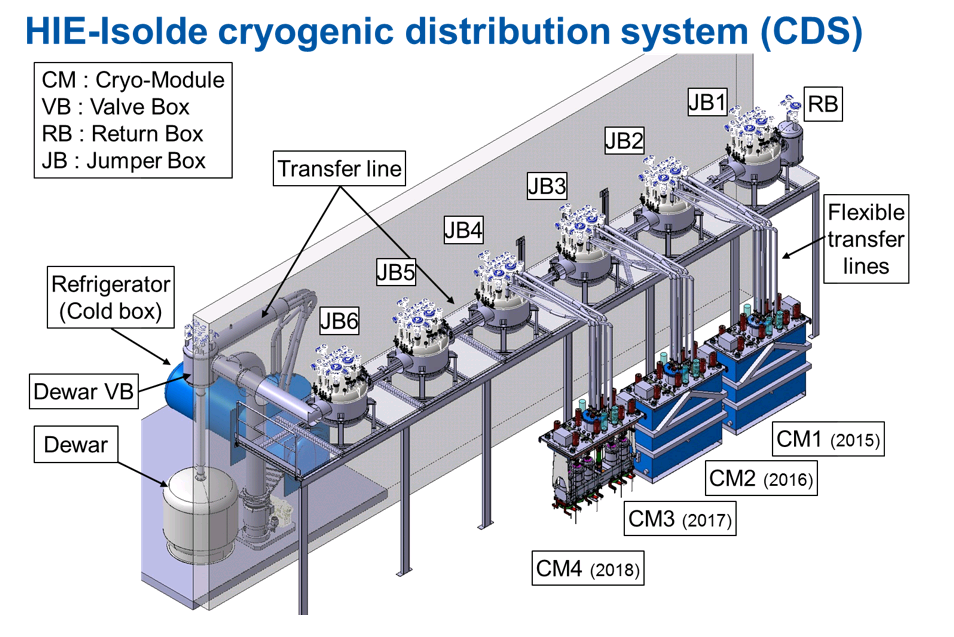 HIE-Isolde cryogenic distribution system (CDS)
CM : Cryo-Module
VB : Valve Box
RB : Return Box
JB : Jumper Box
JB1
RB
JB2
Transfer line
JB3
Flexible
transfer
lines
JB4
JB5
Refrigerator
(Cold box)
JB6
Dewar VB
Dewar
CM1 (2015)
CM2 (2016)
CM3 (2017)
CM4 (2018)